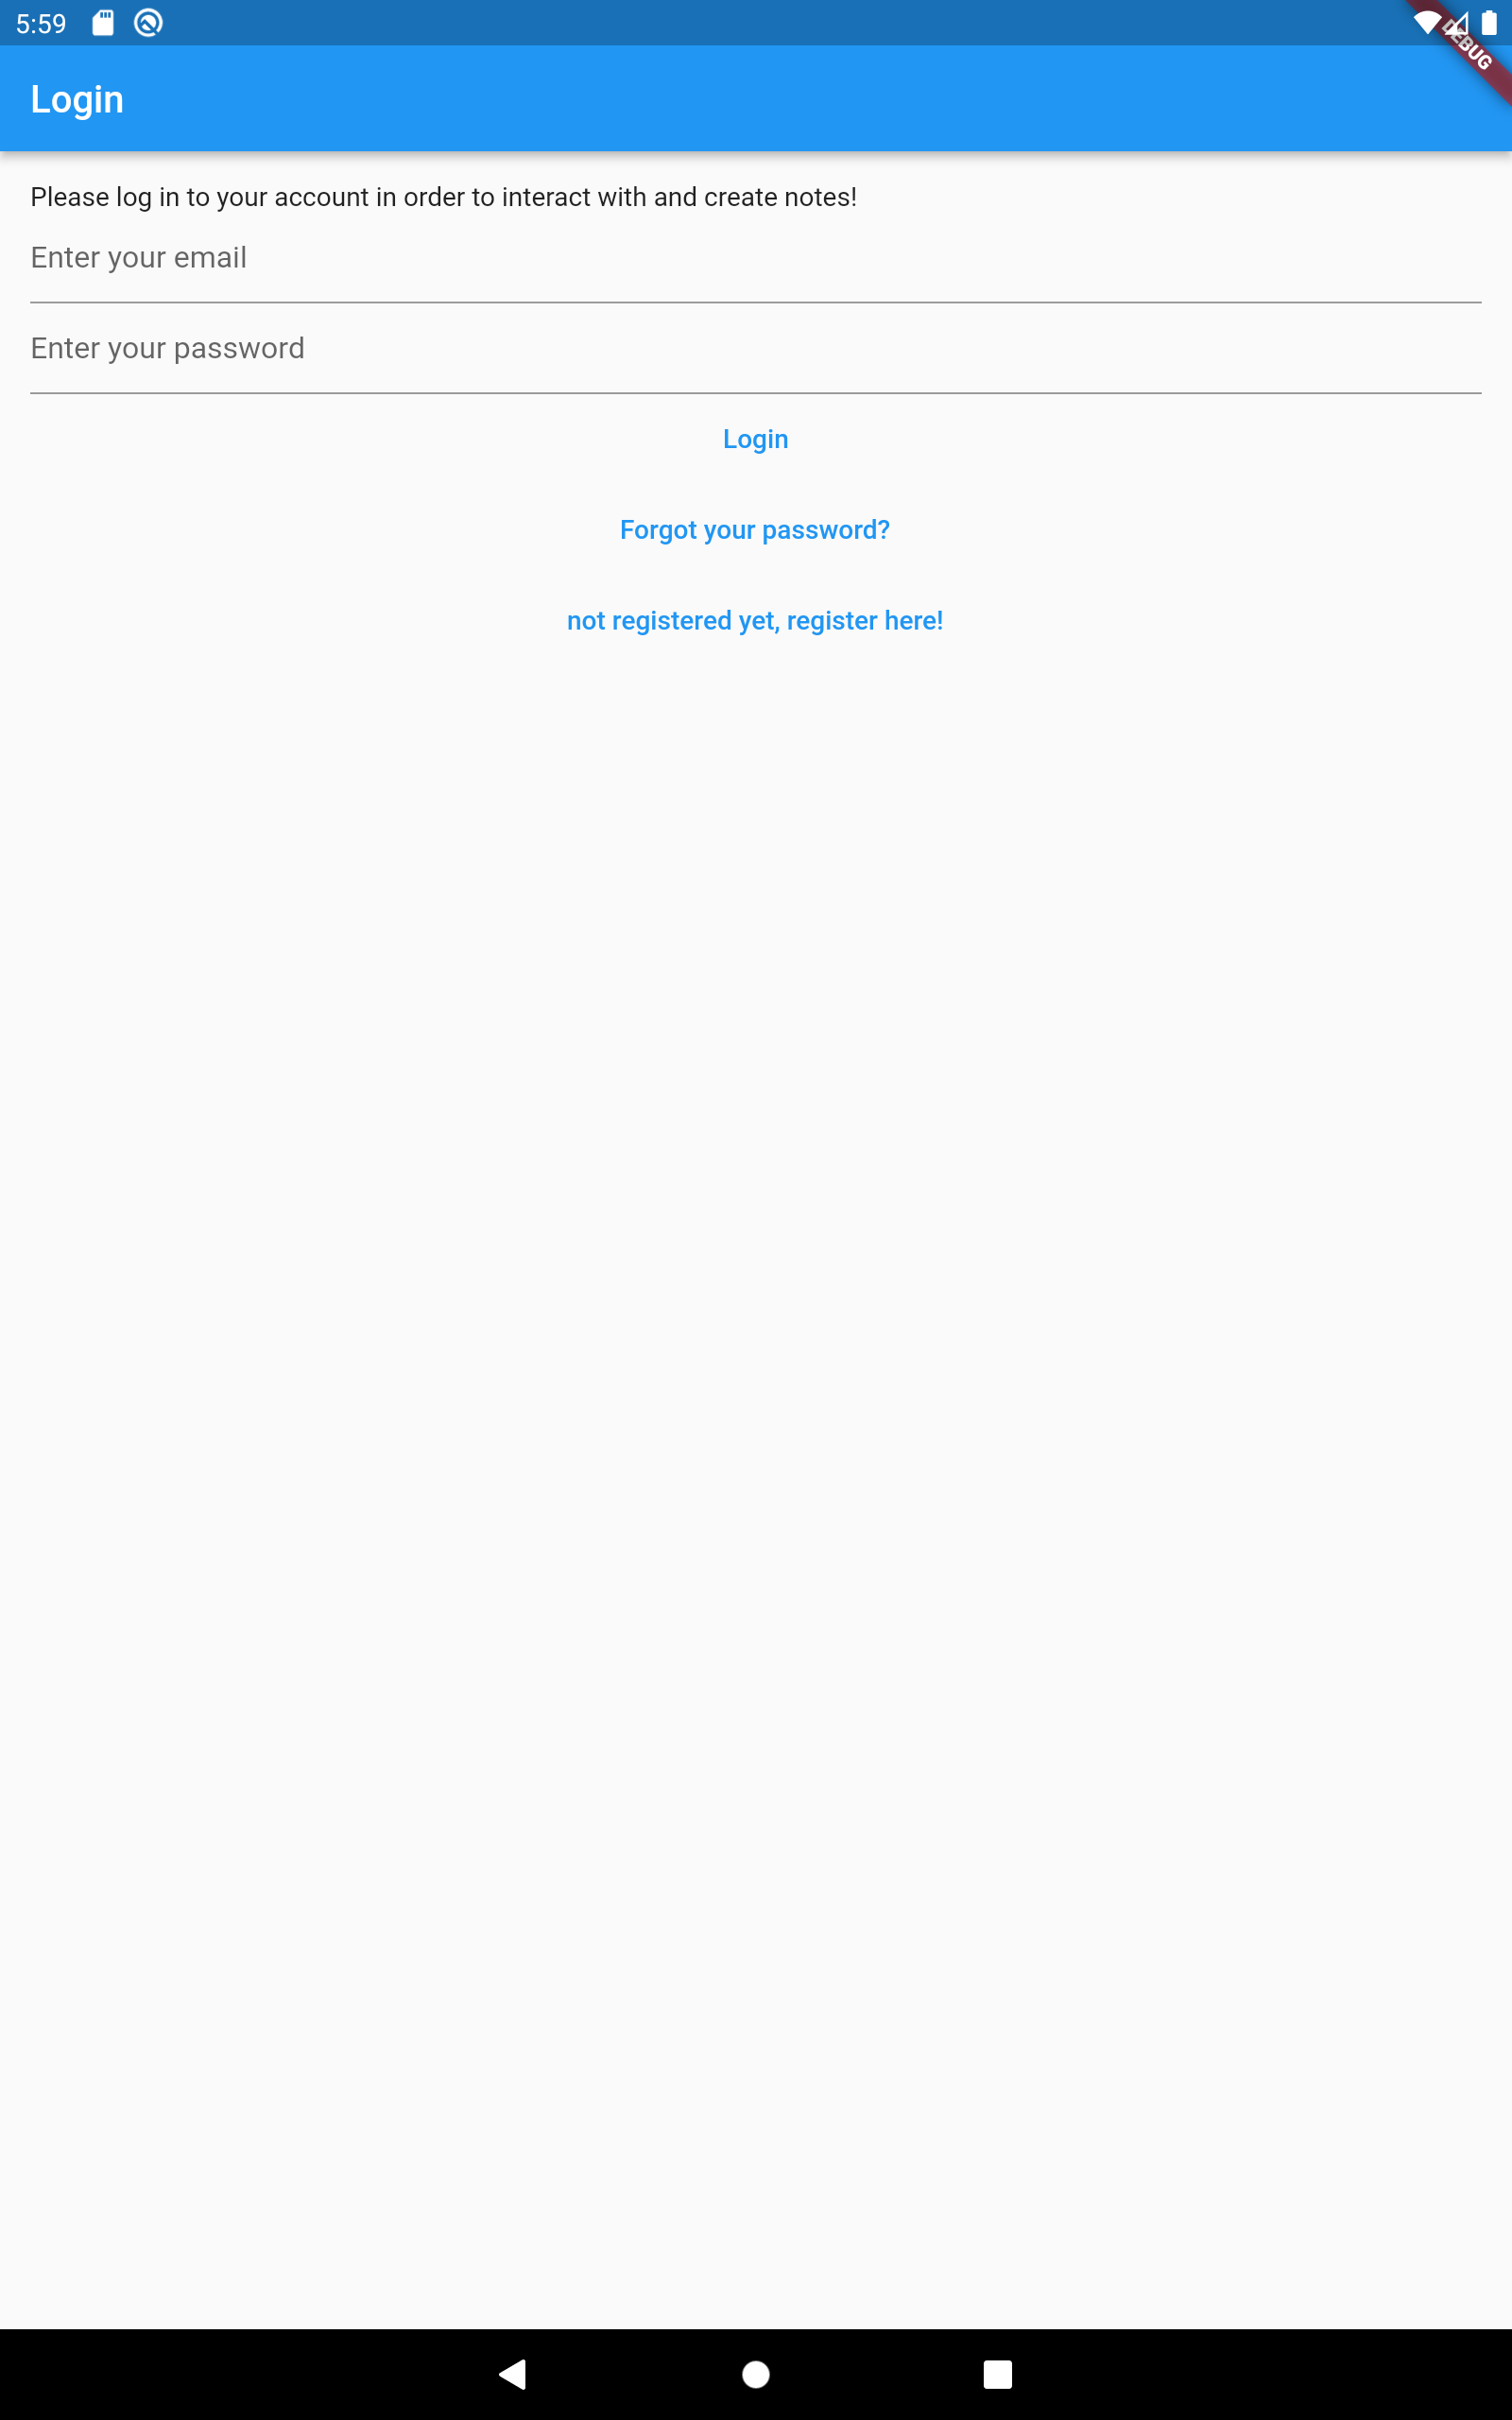 5:59
DEBUG
Login
Please log in to your account in order to interact with and create notes!
Enter your email
Enter your password
Login
Forgot your password?
not registered yet, register here!